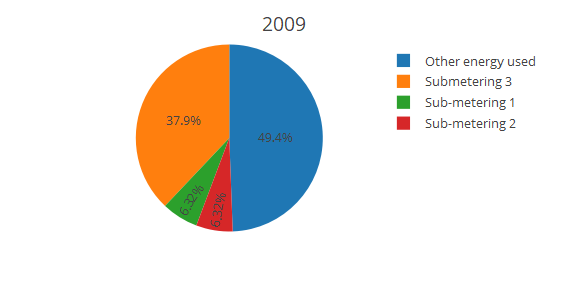 2009
Other energy used
Submetering 3
Sub-metering 1
Sub-metering 2
37.9%
49.4%
6.32%
6.32%